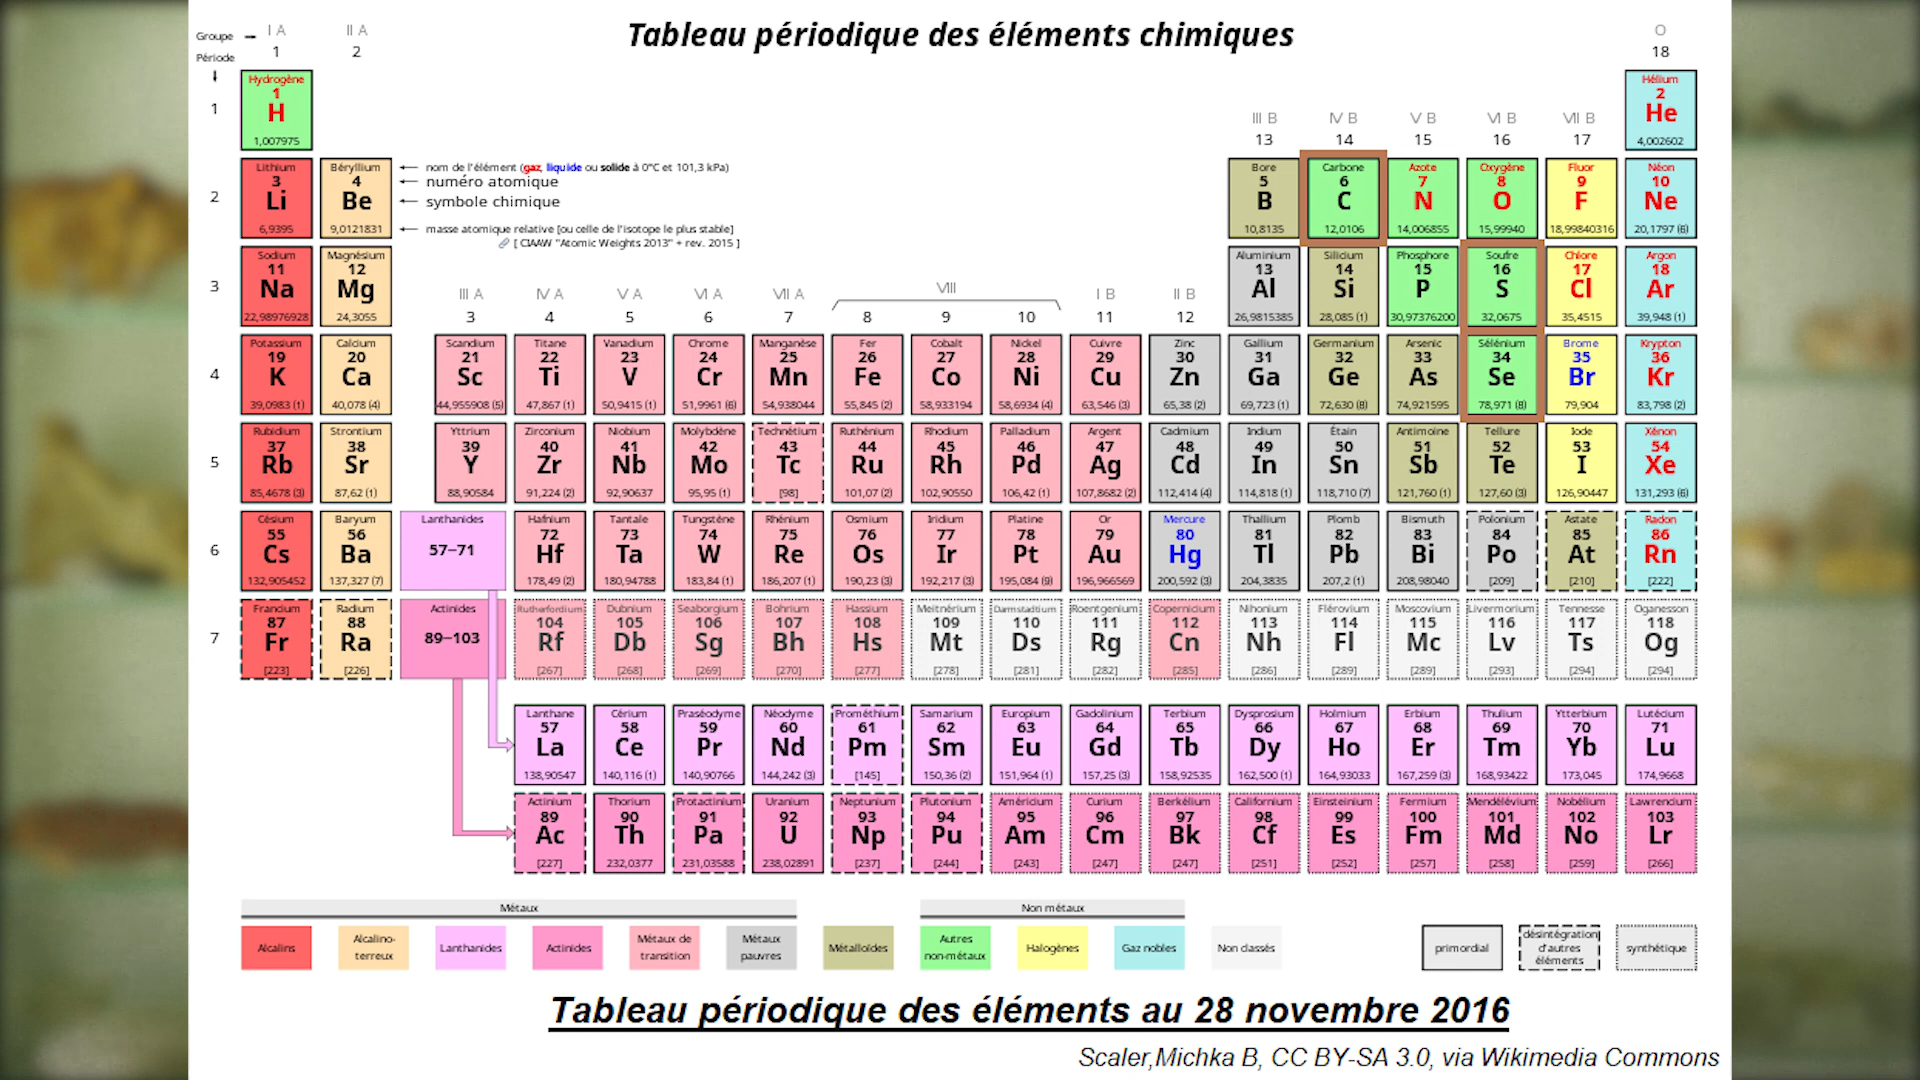 Tableau périodique des éléments chimiques
Groupe → I A II A O
1 2 18
Période
Hydrogène Hélium
1 1 2
H He
1,007975 4,002602
III B IV B V B VI B VII B
13 14 15 16 17
Lithium Béryllium ← nom de l'élément (gaz, liquide ou solide à 0°C et 101,3 kPa) Bore Carbone Azote Oxygène Fluor Néon
3 4 ← numéro atomique 5 6 7 8 9 10
2 Li Be ← symbole chimique B C N O F Ne
6,9395 9,0121831 ← masse atomique relative [ou celle de l'isotope le plus stable] 10,8135 12,0106 14,006855 15,99940 18,99840316 20,1797 (6)
[ CIAAW "Atomic Weights 2013" + rev. 2015 ]
Sodium Magnésium Aluminium Silicium Phosphore Soufre Chlore Argon
11 12 13 14 15 16 17 18
3 Na Mg Al Si P S Cl Ar
22,98976928 24,3055 26,9815385 28,085 (1) 30,97376200 32,0675 35,4515 39,948 (1)
III A IV A V A VI A VII A VIII I B II B
3 4 5 6 7 8 9 10 11 12
Potassium Calcium Scandium Titane Vanadium Chrome Manganèse Fer Cobalt Nickel Cuivre Zinc Gallium Germanium Arsenic Sélénium Brome Krypton
19 20 21 22 23 24 25 26 27 28 29 30 31 32 33 34 35 36
4 K Ca Sc Ti V Cr Mn Fe Co Ni Cu Zn Ga Ge As Se Br Kr
39,0983 (1) 40,078 (4) 44,955908 (5) 47,867 (1) 50,9415 (1) 51,9961 (6) 54,938044 55,845 (2) 58,933194 58,6934 (4) 63,546 (3) 65,38 (2) 69,723 (1) 72,630 (8) 74,921595 78,971 (8) 79,904 83,798 (2)
Rubidium Strontium Yttrium Zirconium Niobium Molybdène Technétium Ruthénium Rhodium Palladium Argent Cadmium Indium Étain Antimoine Tellure Iode Xénon
37 38 39 40 41 42 43 44 45 46 47 48 49 50 51 52 53 54
5 Rb Sr Y Zr Nb Mo Tc Ru Rh Pd Ag Cd In Sn Sb Te I Xe
85,4678 (3) 87,62 (1) 88,90584 91,224 (2) 92,90637 95,95 (1) [98] 101,07 (2) 102,90550 106,42 (1) 107,8682 (2) 112,414 (4) 114,818 (1) 118,710 (7) 121,760 (1) 127,60 (3) 126,90447 131,293 (6)
Césium Baryum Lanthanides Hafnium Tantale Tungstène Rhénium Osmium Iridium Platine Or Mercure Thallium Plomb Bismuth Polonium Astate Radon
55 56 57–71 72 73 74 75 76 77 78 79 80 81 82 83 84 85 86
6 Cs Ba Hf Ta W Re Os Ir Pt Au Hg Tl Pb Bi Po At Rn
132,905452 137,327 (7) 178,49 (2) 180,94788 183,84 (1) 186,207 (1) 190,23 (3) 192,217 (3) 195,084 (9) 196,966569 200,592 (3) 204,3835 207,2 (1) 208,98040 [209] [210] [222]
Francium Radium Actinides Rutherfordium Dubnium Seaborgium Bohrium Hassium Meitnérium Darmstadtium Roentgenium Copernicium Nihonium Flérovium Moscovium Livermorium Tennesse Oganesson
87 88 89–103 104 105 106 107 108 109 110 111 112 113 114 115 116 117 118
7 Fr Ra Rf Db Sg Bh Hs Mt Ds Rg Cn Nh Fl Mc Lv Ts Og
[223] [226] [267] [268] [269] [270] [277] [278] [281] [282] [285] [286] [289] [289] [293] [294] [294]
Lanthane Cérium Praséodyme Néodyme Prométhium Samarium Europium Gadolinium Terbium Dysprosium Holmium Erbium Thulium Ytterbium Lutécium
57 58 59 60 61 62 63 64 65 66 67 68 69 70 71
La Ce Pr Nd Pm Sm Eu Gd Tb Dy Ho Er Tm Yb Lu
138,90547 140,116 (1) 140,90766 144,242 (3) [145] 150,36 (2) 151,964 (1) 157,25 (3) 158,92535 162,500 (1) 164,93033 167,259 (3) 168,93422 173,045 174,9668
Actinium Thorium Protactinium Uranium Neptunium Plutonium Américium Curium Berkélium Californium Einsteinium Fermium Mendélévium Nobélium Lawrencium
89 90 91 92 93 94 95 96 97 98 99 100 101 102 103
Ac Th Pa U Np Pu Am Cm Bk Cf Es Fm Md No Lr
[227] 232,0377 231,03588 238,02891 [237] [244] [243] [247] [247] [251] [252] [257] [258] [259] [266]
Métaux Non métaux
Alcalins Alcalino-terreux Lanthanides Actinides Métaux de transition Métaux pauvres Métalloïdes Autres non-métaux Halogènes Gaz nobles Non classés primordial désintégration d'autres éléments synthétique
Tableau périodique des éléments au 28 novembre 2016
Scaler,Michka B, CC BY-SA 3.0, via Wikimedia Commons